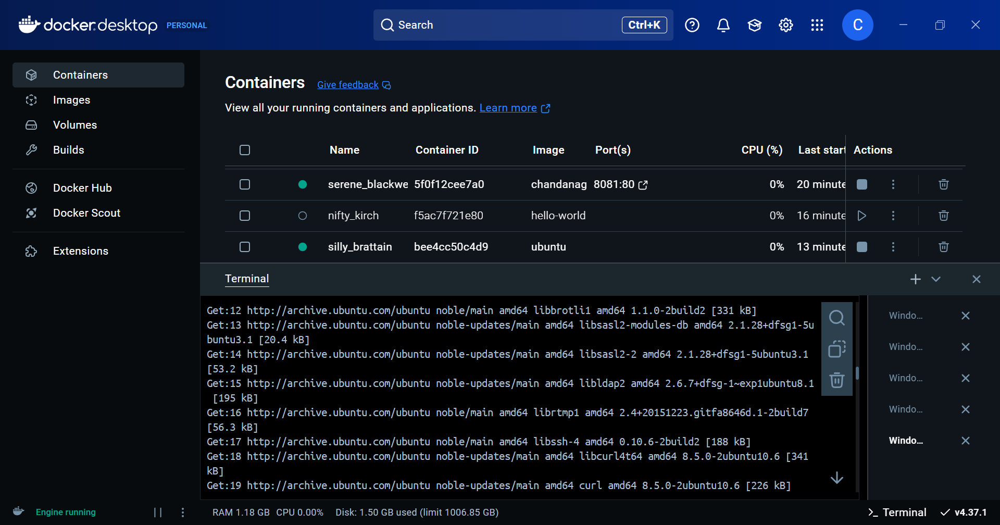 docker desktop PERSONAL
Search Ctrl+K
C
Containers
Images
Volumes
Builds
Docker Hub
Docker Scout
Extensions
Containers Give feedback
View all your running containers and applications. Learn more
Name Container ID Image Port(s) CPU (%) Last start Actions
serene_blackwe 5f0f12cee7a0 chandanag 8081:80 0% 20 minute
nifty_kirch f5ac7f721e80 hello-world 0% 16 minute
silly_brattain bee4cc50c4d9 ubuntu 0% 13 minute
Terminal
Get:12 http://archive.ubuntu.com/ubuntu noble/main amd64 libbrotli1 amd64 1.1.0-2build2 [331 kB]
Get:13 http://archive.ubuntu.com/ubuntu noble-updates/main amd64 libsasl2-modules-db amd64 2.1.28+dfsg1-5u
buntu3.1 [20.4 kB]
Get:14 http://archive.ubuntu.com/ubuntu noble-updates/main amd64 libsasl2-2 amd64 2.1.28+dfsg1-5ubuntu3.1
[53.2 kB]
Get:15 http://archive.ubuntu.com/ubuntu noble-updates/main amd64 libldap2 amd64 2.6.7+dfsg-1~exp1ubuntu8.1
[195 kB]
Get:16 http://archive.ubuntu.com/ubuntu noble/main amd64 librtmp1 amd64 2.4+20151223.gitfa8646d.1-2build7
[56.3 kB]
Get:17 http://archive.ubuntu.com/ubuntu noble/main amd64 libssh-4 amd64 0.10.6-2build2 [188 kB]
Get:18 http://archive.ubuntu.com/ubuntu noble-updates/main amd64 libcurl4t64 amd64 8.5.0-2ubuntu10.6 [341
kB]
Get:19 http://archive.ubuntu.com/ubuntu noble-updates/main amd64 curl amd64 8.5.0-2ubuntu10.6 [226 kB]
Windo...
Windo...
Windo...
Windo...
Windo...
Engine running
RAM 1.18 GB CPU 0.00% Disk: 1.50 GB used (limit 1006.85 GB)
Terminal v4.37.1